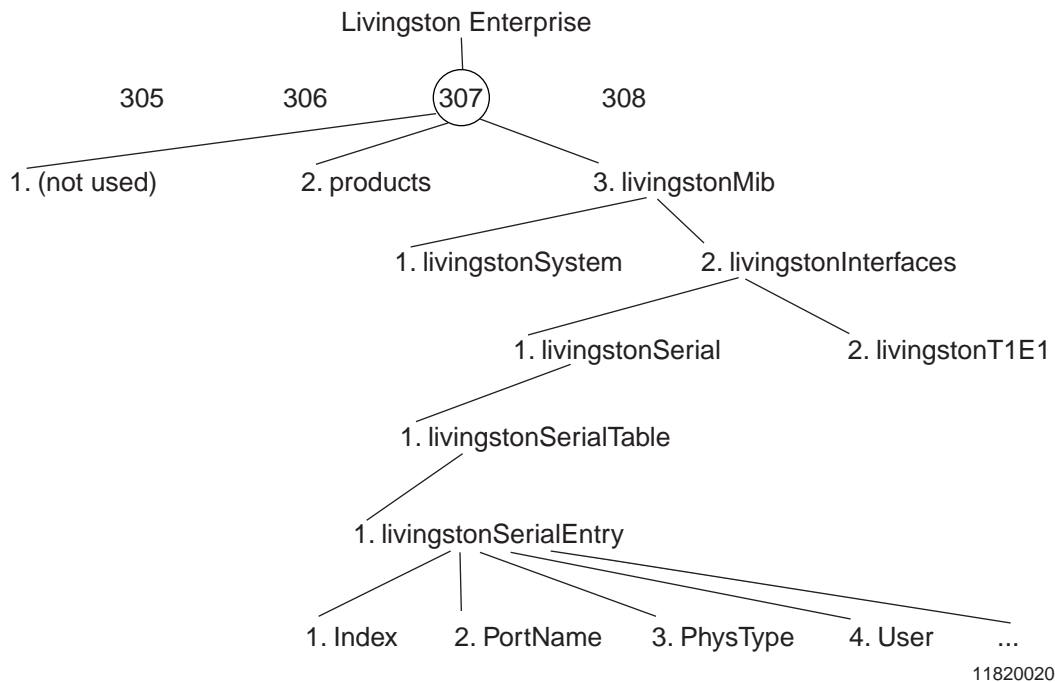 Livingston Enterprise
305 306 307 308
1. (not used) 2. products 3. livingstonMib
1. livingstonSystem 2. livingstonInterfaces
1. livingstonSerial 2. livingstonT1E1
1. livingstonSerialTable
1. livingstonSerialEntry
1. Index 2. PortName 3. PhysType 4. User ...
11820020